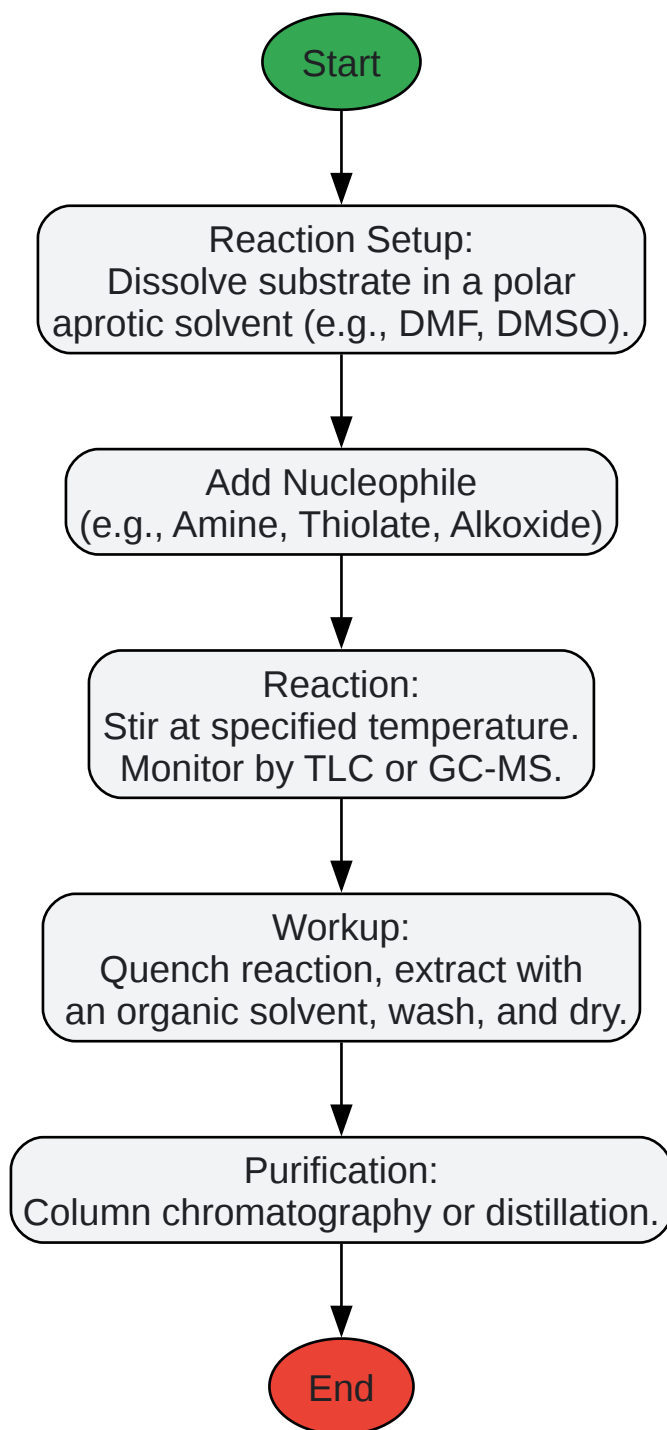 Start
Reaction Setup:
Dissolve substrate in a polar
aprotic solvent (e.g., DMF, DMSO).
Add Nucleophile
(e.g., Amine, Thiolate, Alkoxide)
Reaction:
Stir at specified temperature.
Monitor by TLC or GC-MS.
Workup:
Quench reaction, extract with
an organic solvent, wash, and dry.
Purification:
Column chromatography or distillation.
End